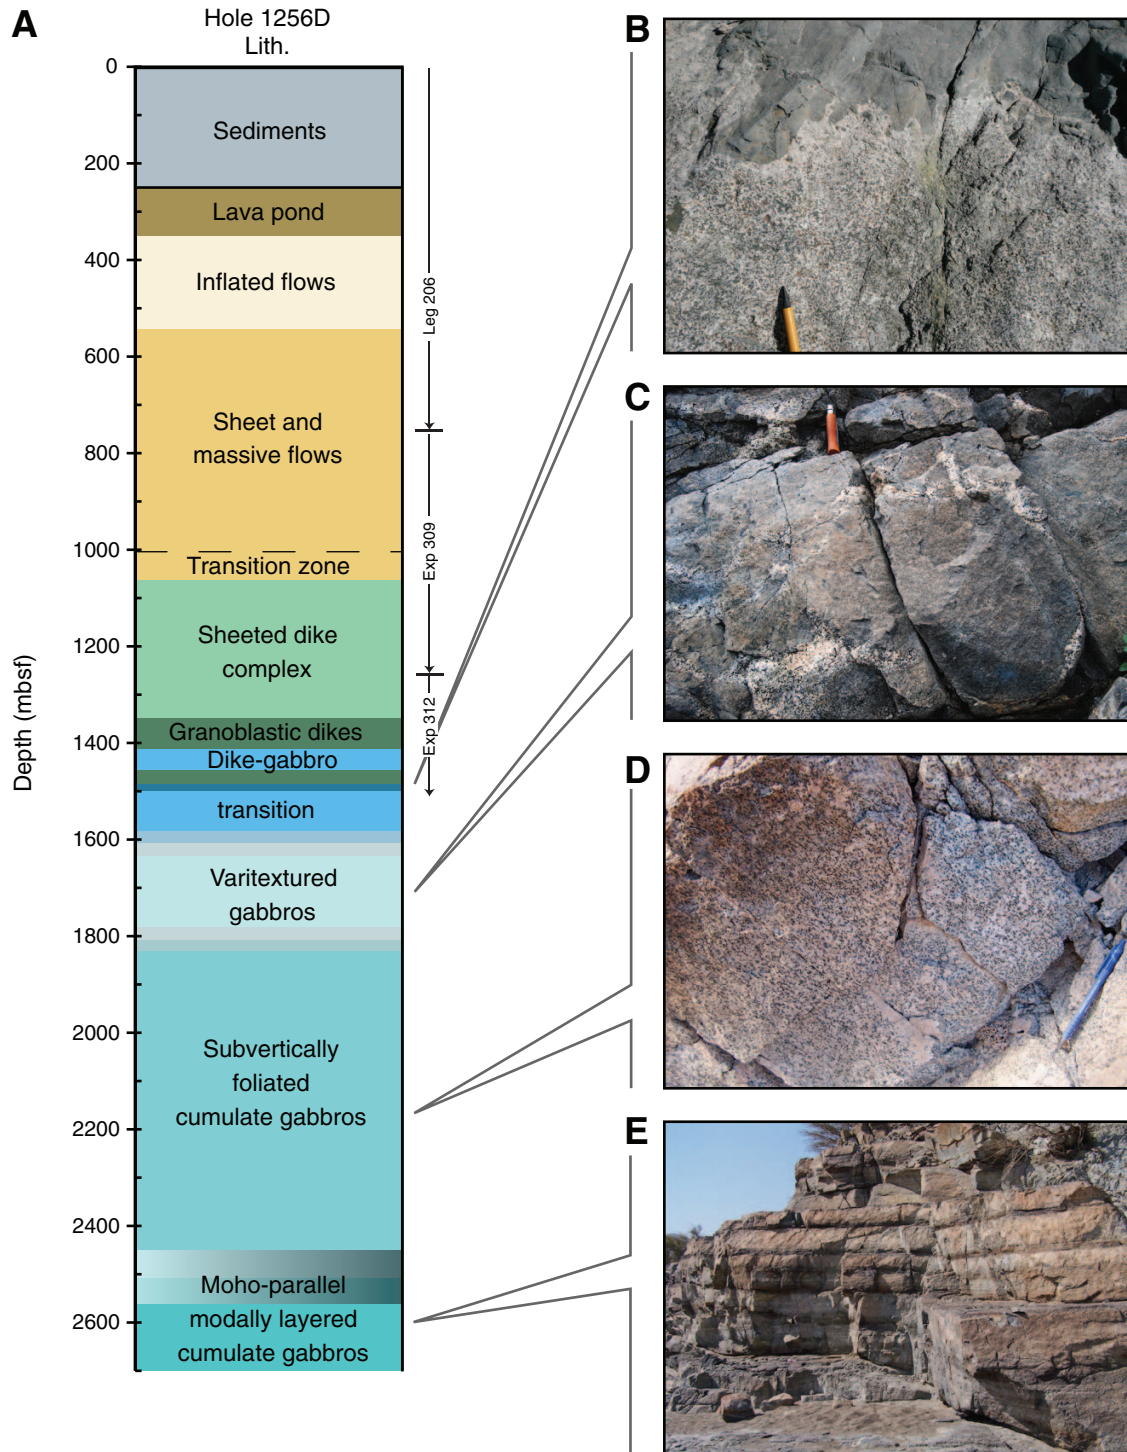 A
Hole 1256D
Lith.
Depth (mbsf)
0
200
400
600
800
1000
1200
1400
1600
1800
2000
2200
2400
2600
Sediments
Lava pond
Inflated flows
Sheet and
massive flows
Transition zone
Sheeted dike
complex
Granoblastic dikes
Dike-gabbro
transition
Varitextured
gabbros
Subvertically
foliated
cumulate gabbros
Moho-parallel
modally layered
cumulate gabbros
Leg 206
Exp 309
Exp 312
B
C
D
E